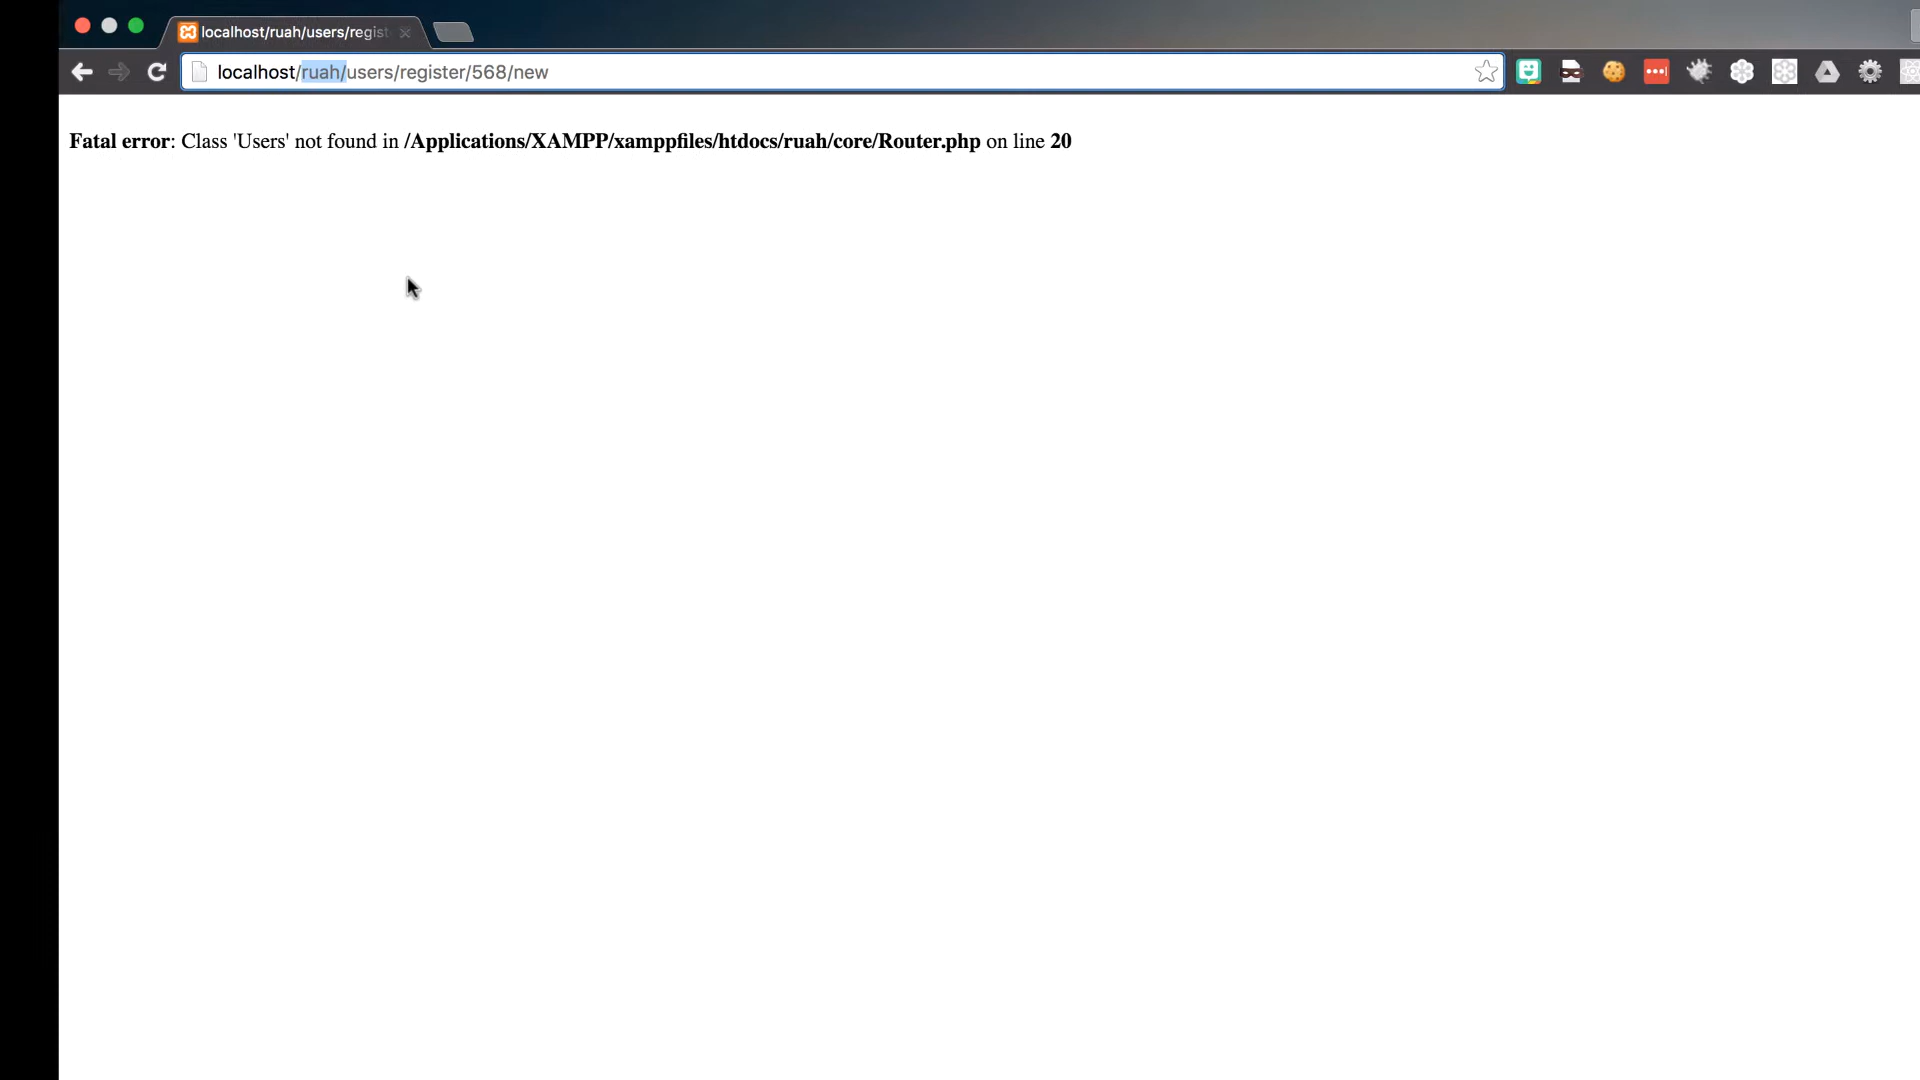 localhost/ruah/users/regist
localhost/ruah/users/register/568/new
Fatal error: Class 'Users' not found in /Applications/XAMPP/xamppfiles/htdocs/ruah/core/Router.php on line 20